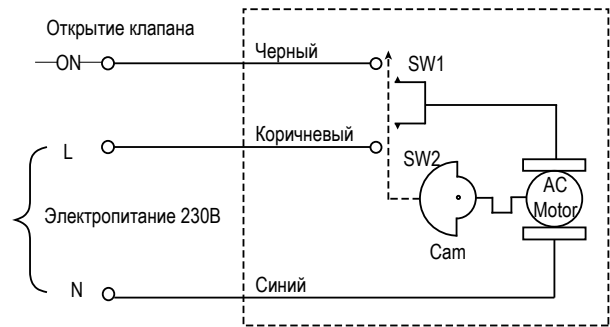 Открытие клапана
ON
Черный
SW1
L
Коричневый
SW2
AC
Motor
Электропитание 230В
Cam
N
Синий